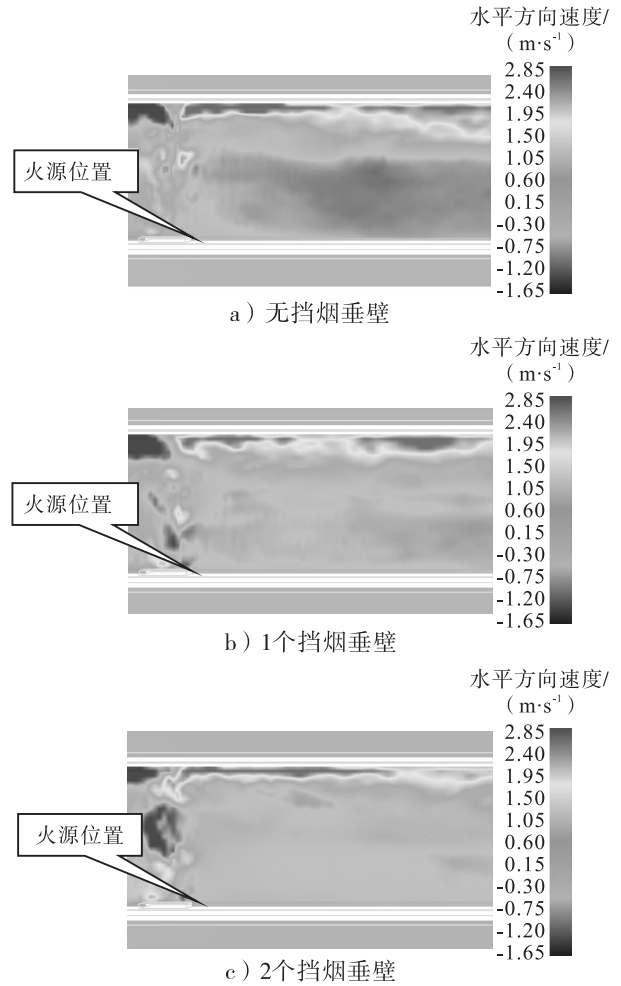 水平方向速度/
（m·s⁻¹）
2.85
2.40
1.95
1.50
1.05
0.60
0.15
-0.30
-0.75
-1.20
-1.65
火源位置
a）无挡烟垂壁
水平方向速度/
（m·s⁻¹）
2.85
2.40
1.95
1.50
1.05
0.60
0.15
-0.30
-0.75
-1.20
-1.65
火源位置
b）1个挡烟垂壁
水平方向速度/
（m·s⁻¹）
2.85
2.40
1.95
1.50
1.05
0.60
0.15
-0.30
-0.75
-1.20
-1.65
火源位置
c）2个挡烟垂壁